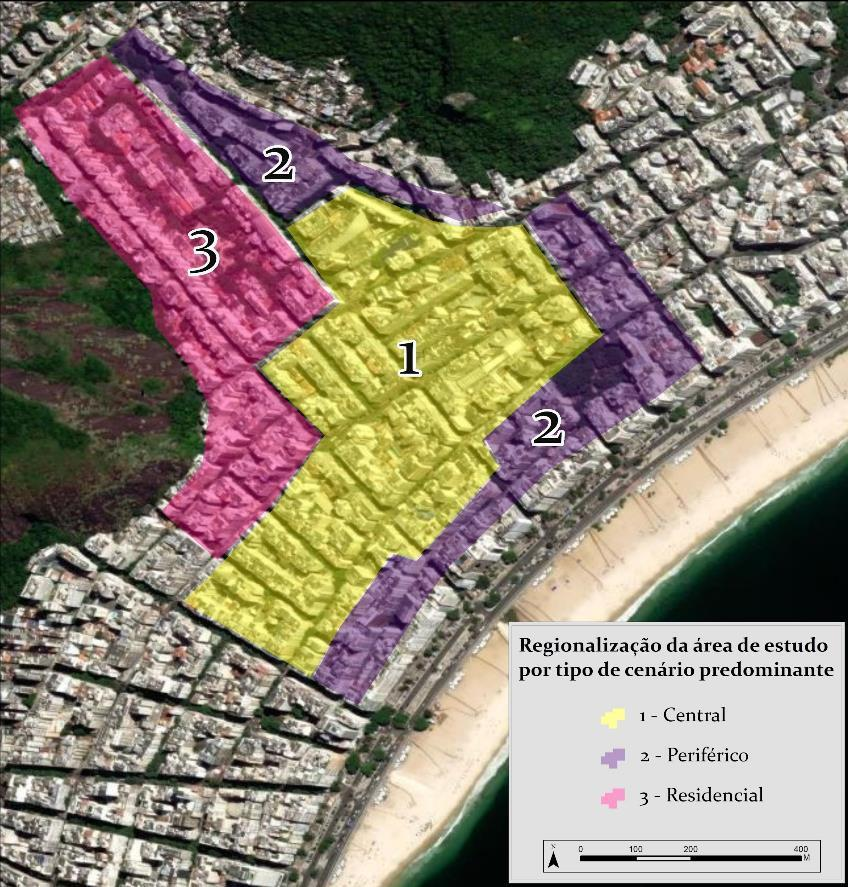 2
3
1
2
Regionalização da área de estudo
por tipo de cenário predominante
1 - Central
2 - Periférico
3 - Residencial
N
0 100 200 400
M